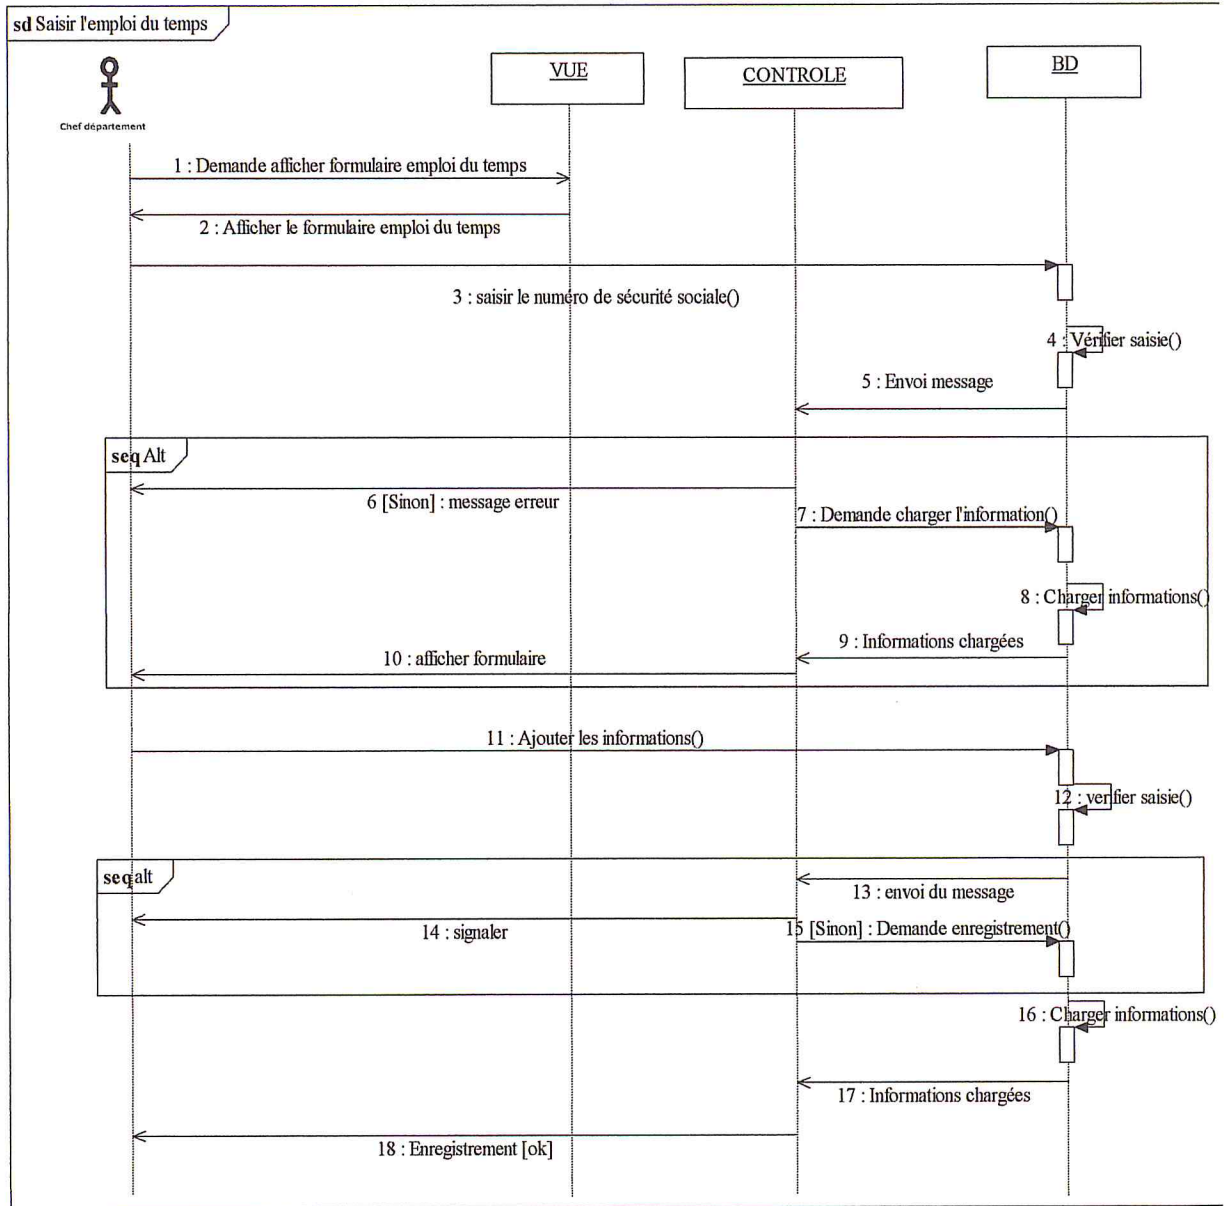 sd Saisir l'emploi du temps
Chef département
VUE
CONTROLE
BD
1 : Demande afficher formulaire emploi du temps
2 : Afficher le formulaire emploi du temps
3 : saisir le numéro de sécurité sociale()
4 : Vérifier saisie()
5 : Envoi message
seq Alt
6 [Sinon] : message erreur
7 : Demande charger l'information()
8 : Charger informations()
9 : Informations chargées
10 : afficher formulaire
11 : Ajouter les informations()
12 : verifier saisie()
seq alt
13 : envoi du message
14 : signaler
15 [Sinon] : Demande enregistrement()
16 : Charger informations()
17 : Informations chargées
18 : Enregistrement [ok]